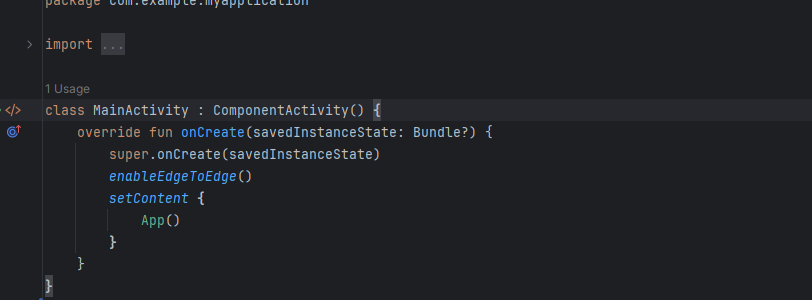 package com.example.myapplication
import ...
1 Usage
class MainActivity : ComponentActivity() {
    override fun onCreate(savedInstanceState: Bundle?) {
        super.onCreate(savedInstanceState)
        enableEdgeToEdge()
        setContent {
            App()
        }
    }
}